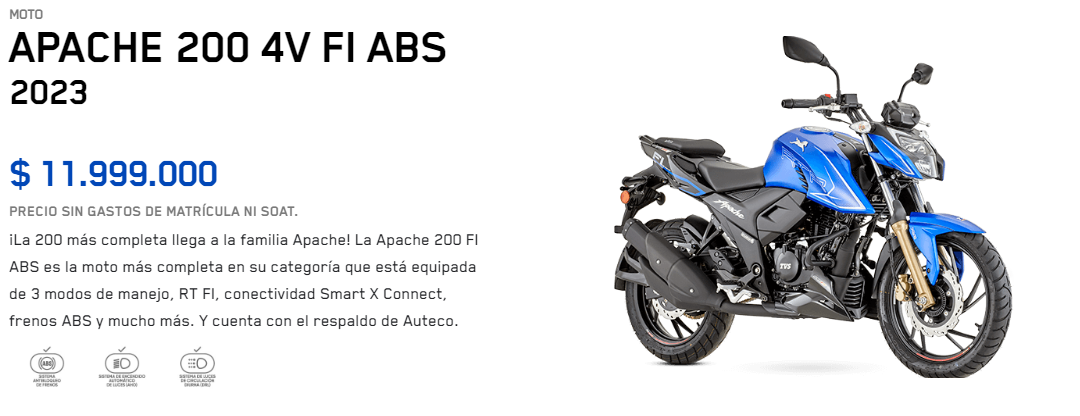 MOTO
APACHE 200 4V FI ABS
2023
$ 11.999.000
PRECIO SIN GASTOS DE MATRÍCULA NI SOAT.
¡La 200 más completa llega a la familia Apache! La Apache 200 FI
ABS es la moto más completa en su categoría que está equipada
de 3 modos de manejo, RT FI, conectividad Smart X Connect,
frenos ABS y mucho más. Y cuenta con el respaldo de Auteco.
ABS
SISTEMA
ANTIBLOQUEO
DE FRENOS
SISTEMA DE ENCENDIDO
AUTOMÁTICO
DE LUCES (AHO)
SISTEMA DE LUCES
DE CIRCULACIÓN
DIURNA (DRL)
FI
Apache
TVS